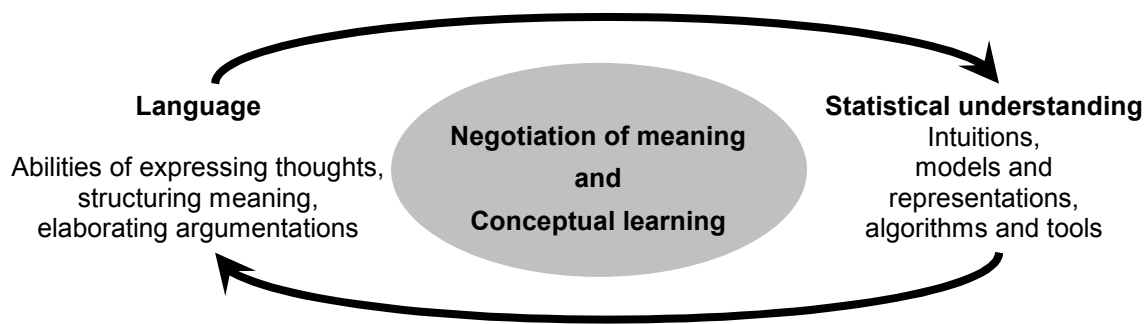 Language
Abilities of expressing thoughts,
structuring meaning,
elaborating argumentations
Negotiation of meaning
and
Conceptual learning
Statistical understanding
Intuitions,
models and
representations,
algorithms and tools